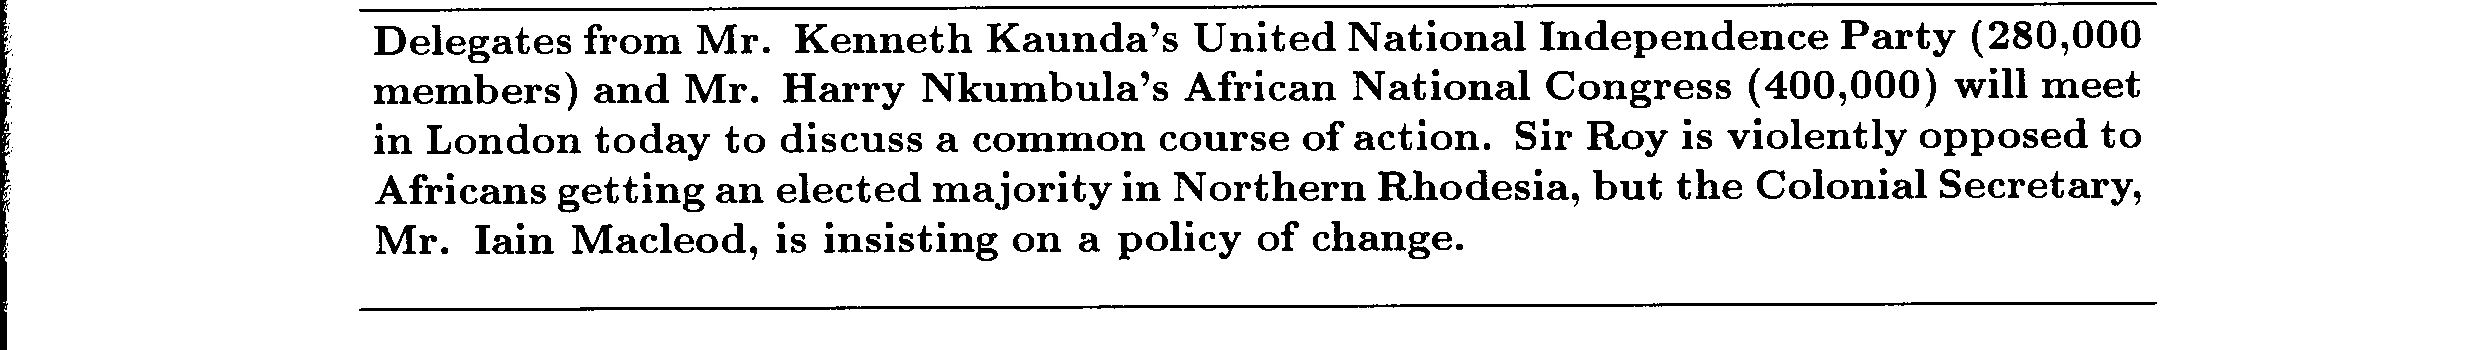 Delegates from Mr. Kenneth Kaunda's United National Independence Party (280,000
members) and Mr. Harry Nkumbula's African National Congress (400,000) will meet
in London today to discuss a common course of action. Sir Roy is violently opposed to
Africans getting an elected majority in Northern Rhodesia, but the Colonial Secretary,
Mr. Iain Macleod, is insisting on a policy of change.